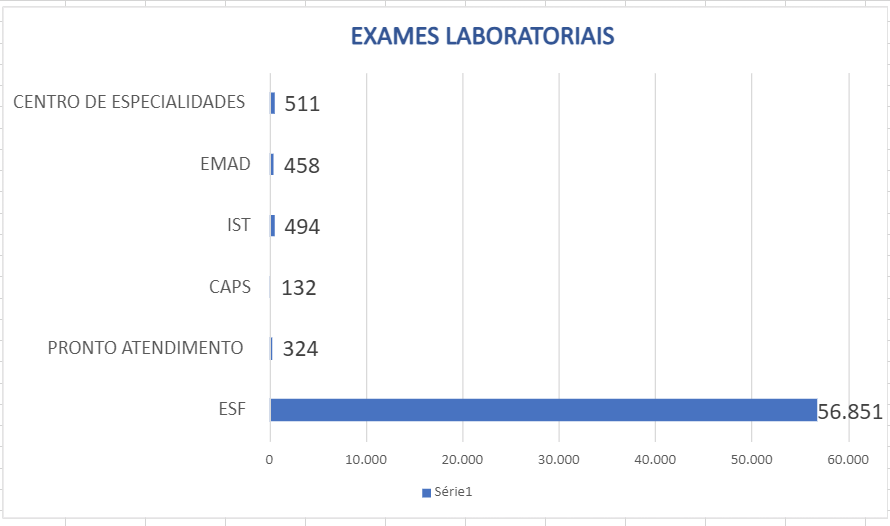 EXAMES LABORATORIAIS
CENTRO DE ESPECIALIDADES 511
EMAD 458
IST 494
CAPS 132
PRONTO ATENDIMENTO 324
ESF 56.851
0 10.000 20.000 30.000 40.000 50.000 60.000
Série1